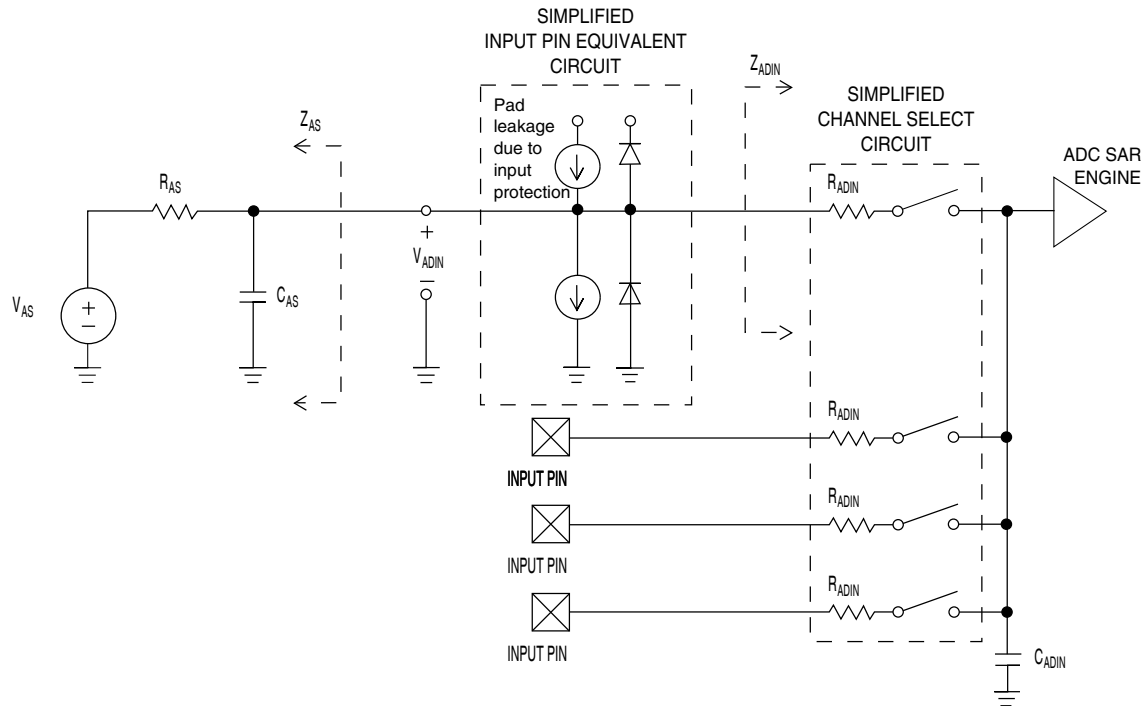 SIMPLIFIED
INPUT PIN EQUIVALENT
CIRCUIT
Pad
leakage
due to
input
protection
Z_ADIN
SIMPLIFIED
CHANNEL SELECT
CIRCUIT
ADC SAR
ENGINE
Z_AS
R_AS
R_ADIN
+
V_ADIN
−
V_AS
+
−
C_AS
R_ADIN
INPUT PIN
R_ADIN
INPUT PIN
R_ADIN
INPUT PIN
C_ADIN